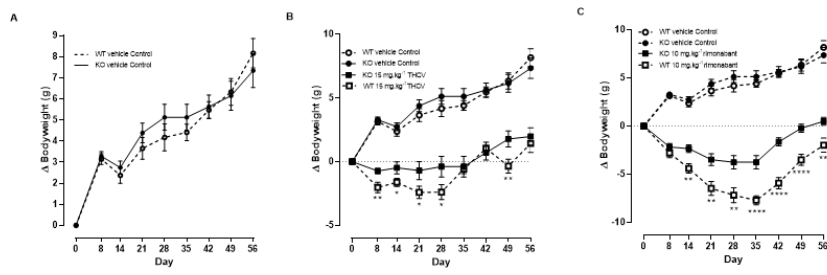 A
WT vehicle Control
KO vehicle Control
Δ Bodyweight (g)
9
8
7
6
5
4
3
2
1
0
0 8 14 21 28 35 42 49 56
Day
B
WT vehicle Control
KO vehicle Control
KO 15 mg.kg⁻¹ THCV
WT 15 mg.kg⁻¹ THCV
Δ Bodyweight (g)
10
5
0
-5
** * * * **
0 8 14 21 28 35 42 49 56
Day
C
WT vehicle Control
KO vehicle Control
KO 10 mg.kg⁻¹ rimonabant
WT 10 mg.kg⁻¹ rimonabant
Δ Bodyweight (g)
10
5
0
-5
-10
** ** ** **** **** **** **
0 8 14 21 28 35 42 49 56
Day